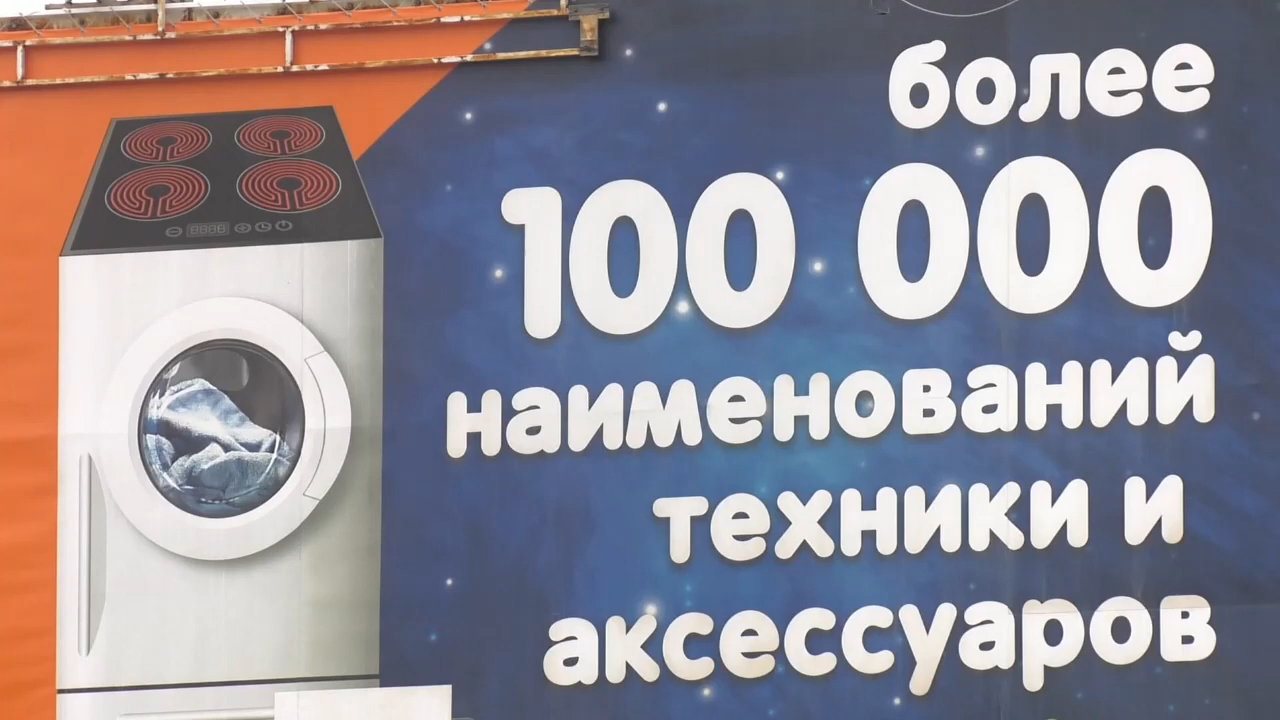 более
100 000
наименований
техники и
аксессуаров